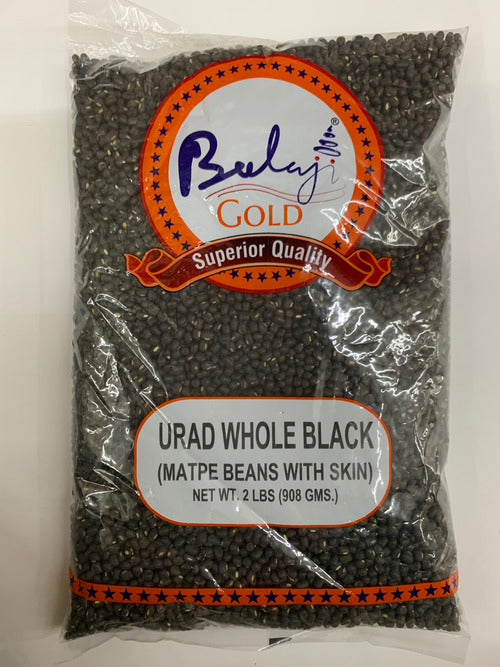 Balaji
®
GOLD
Superior Quality
URAD WHOLE BLACK
(MATPE BEANS WITH SKIN)
NET WT. 2 LBS (908 GMS.)